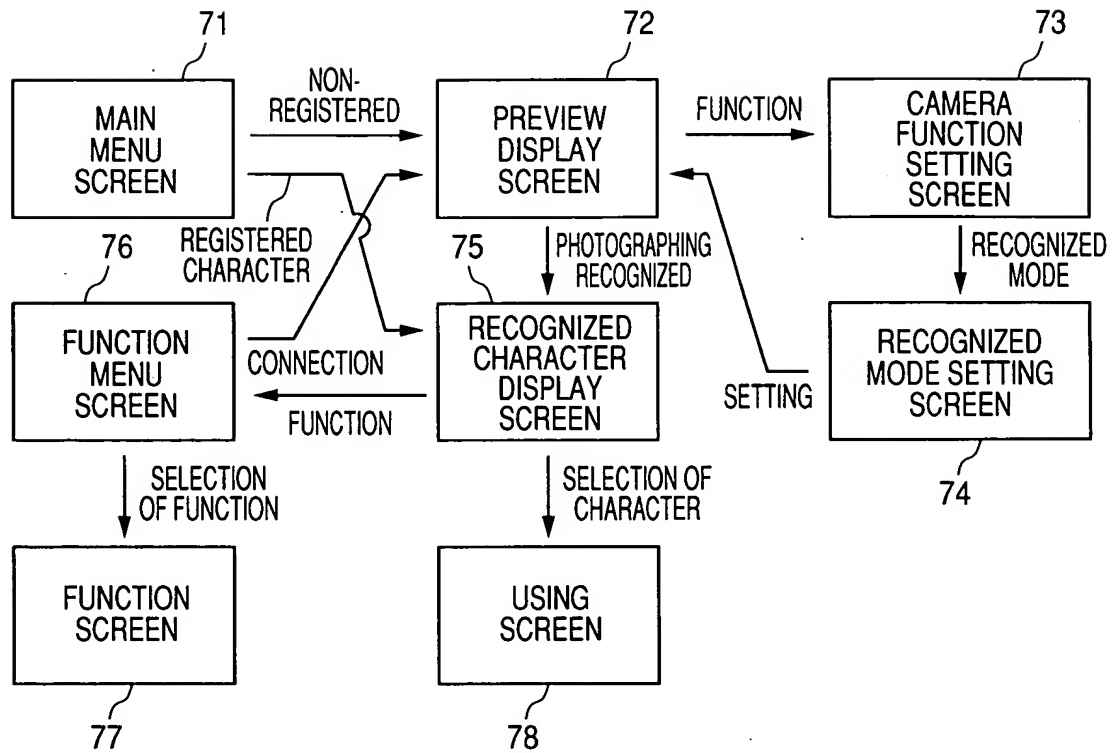 71
72
73
MAIN
MENU
SCREEN
NON-
REGISTERED
PREVIEW
DISPLAY
SCREEN
FUNCTION
CAMERA
FUNCTION
SETTING
SCREEN
REGISTERED
CHARACTER
PHOTOGRAPHING
RECOGNIZED
RECOGNIZED
MODE
76
75
FUNCTION
MENU
SCREEN
CONNECTION
FUNCTION
RECOGNIZED
CHARACTER
DISPLAY
SCREEN
SETTING
RECOGNIZED
MODE SETTING
SCREEN
74
SELECTION
OF FUNCTION
SELECTION OF
CHARACTER
FUNCTION
SCREEN
USING
SCREEN
77
78